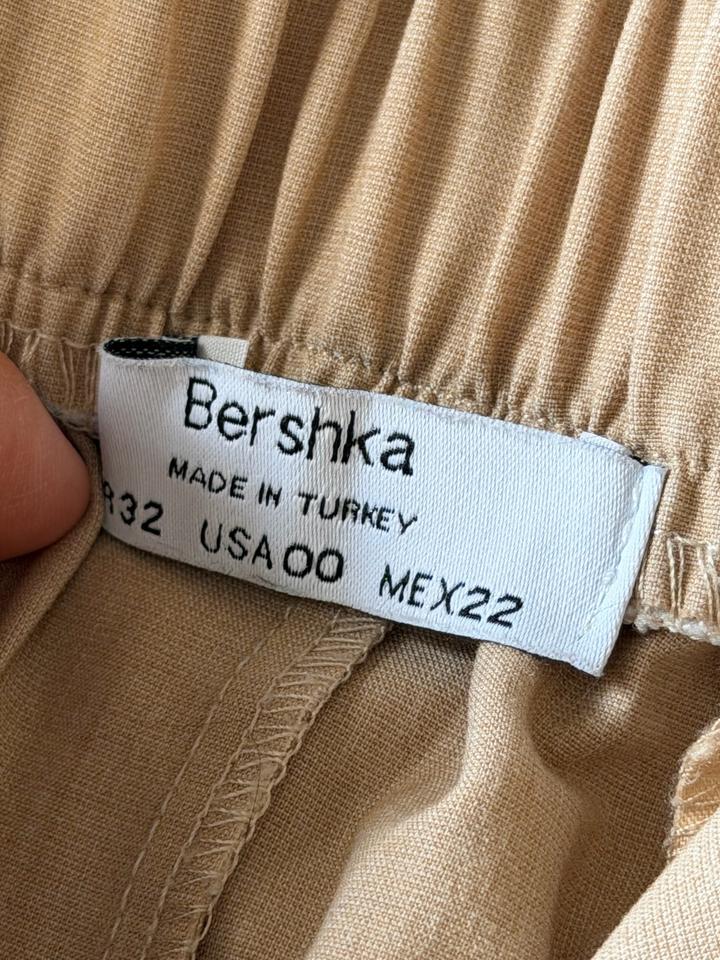 Bershka
MADE IN TURKEY
R32 USA00 MEX22